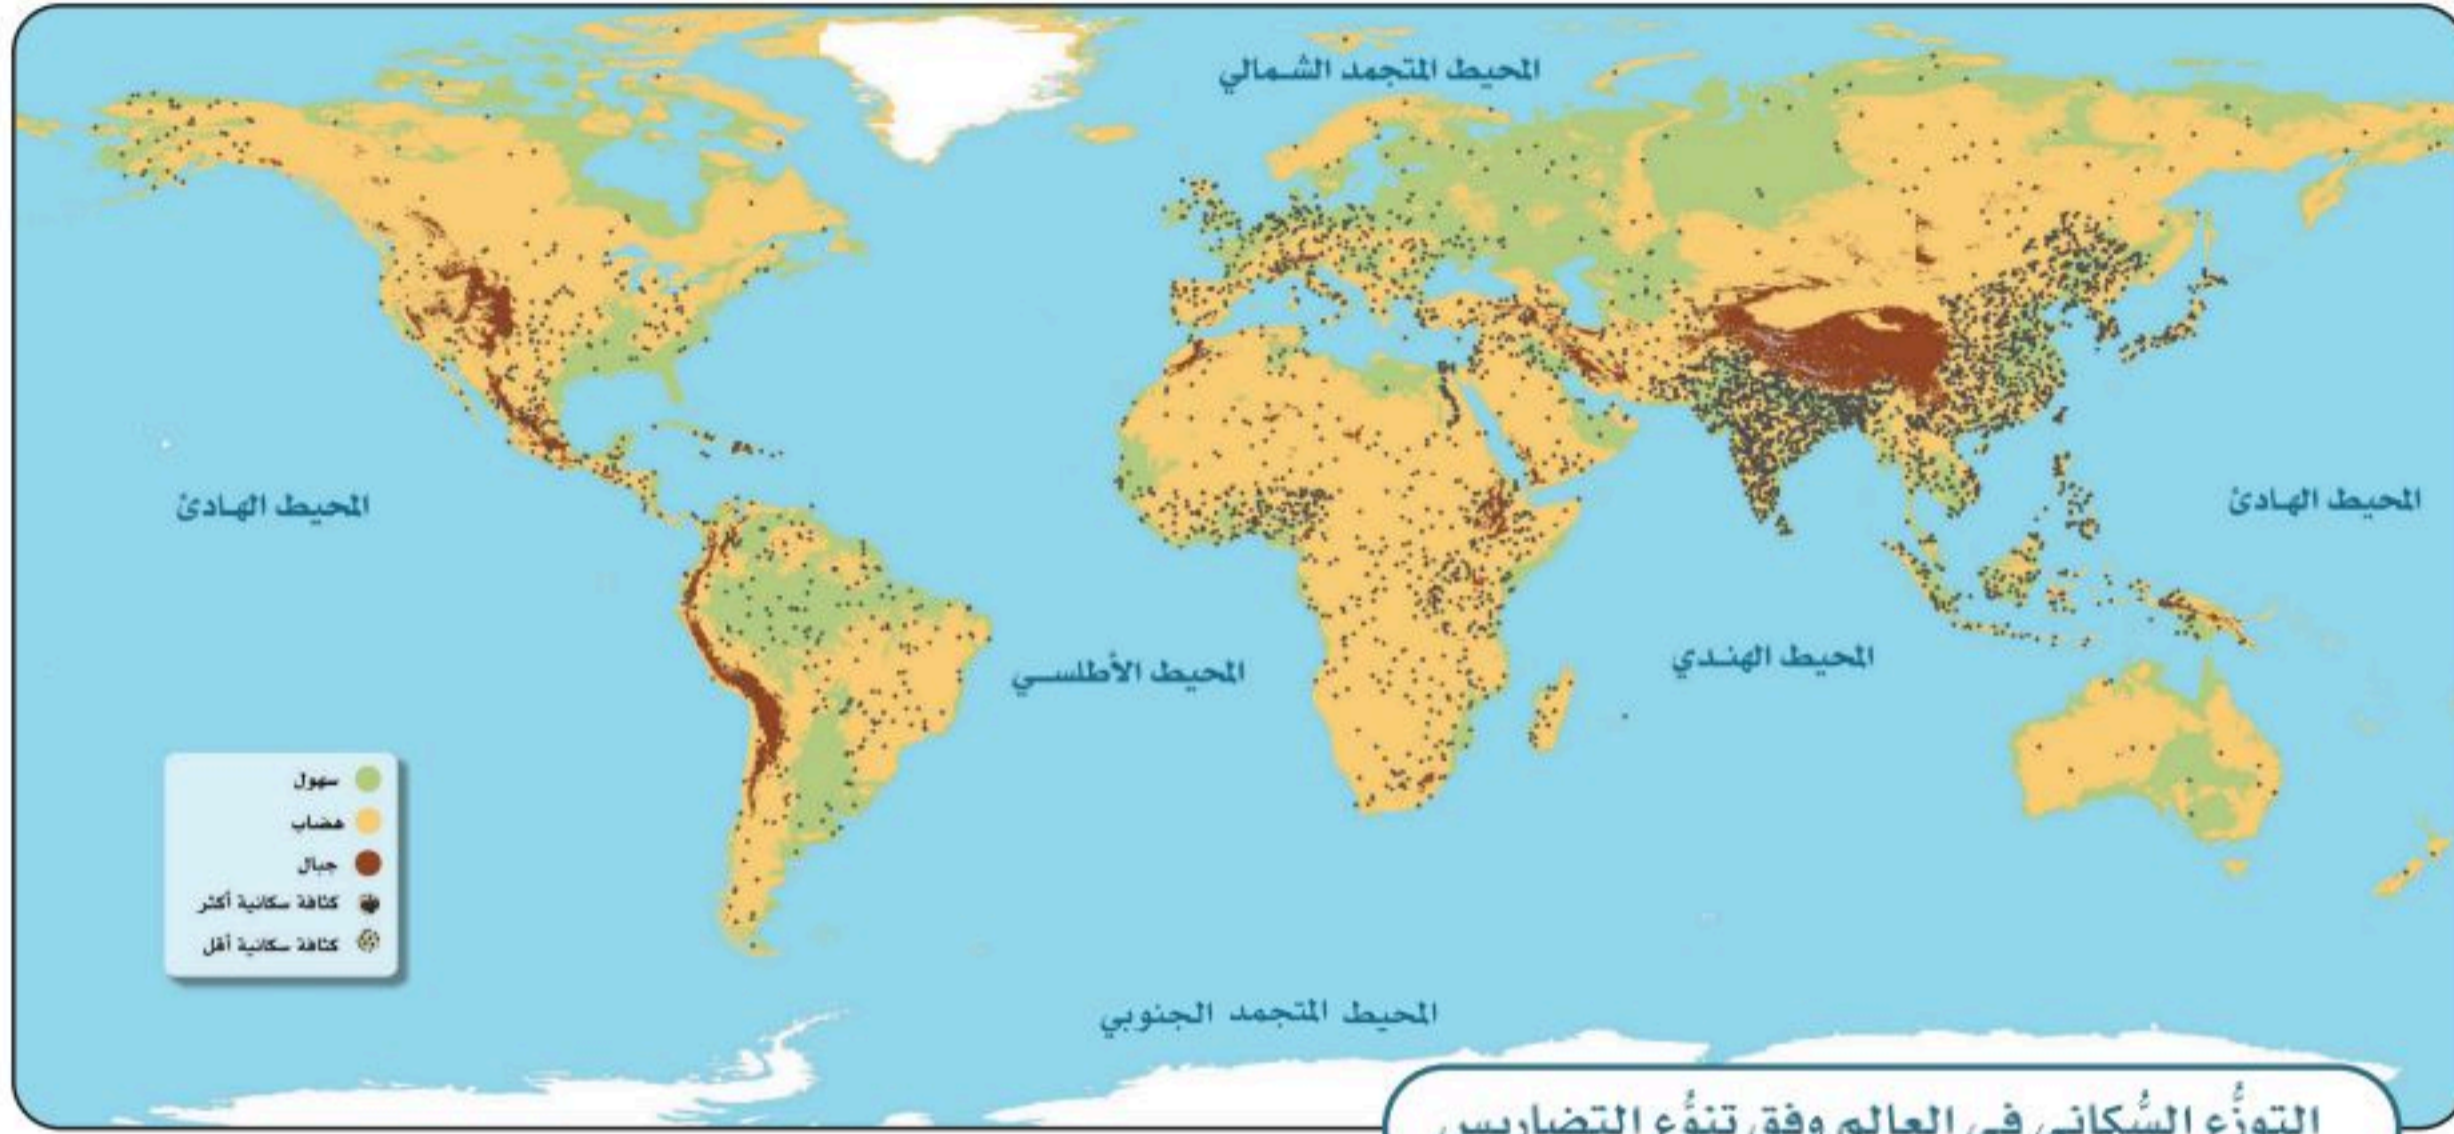 المحيط المتجمد الشمالي
المحيط الهادئ
المحيط الهادئ
المحيط الهندي
المحيط الأطلسي
سهول
هضاب
جبال
كثافة سكانية أكثر
كثافة سكانية أقل
المحيط المتجمد الجنوبي
التوزُّع السُّكاني في العالم وفق تنوُّع التضاريس